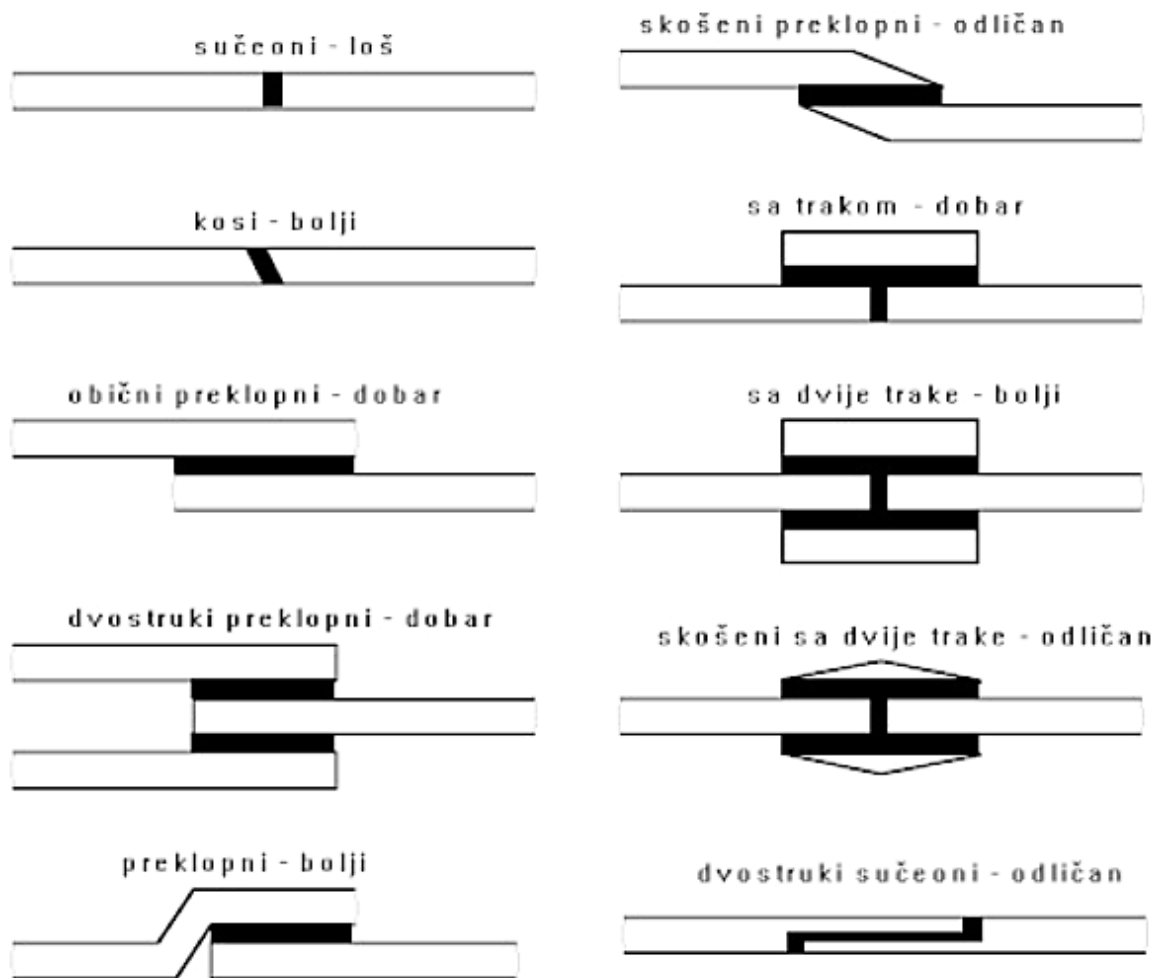 sučeoni - loš
kosi - bolji
obični preklopni - dobar
dvostruki preklopni - dobar
preklopni - bolji
skošeni preklopni - odličan
sa trakom - dobar
sa dvije trake - bolji
skošeni sa dvije trake - odličan
dvostruki sučeoni - odličan